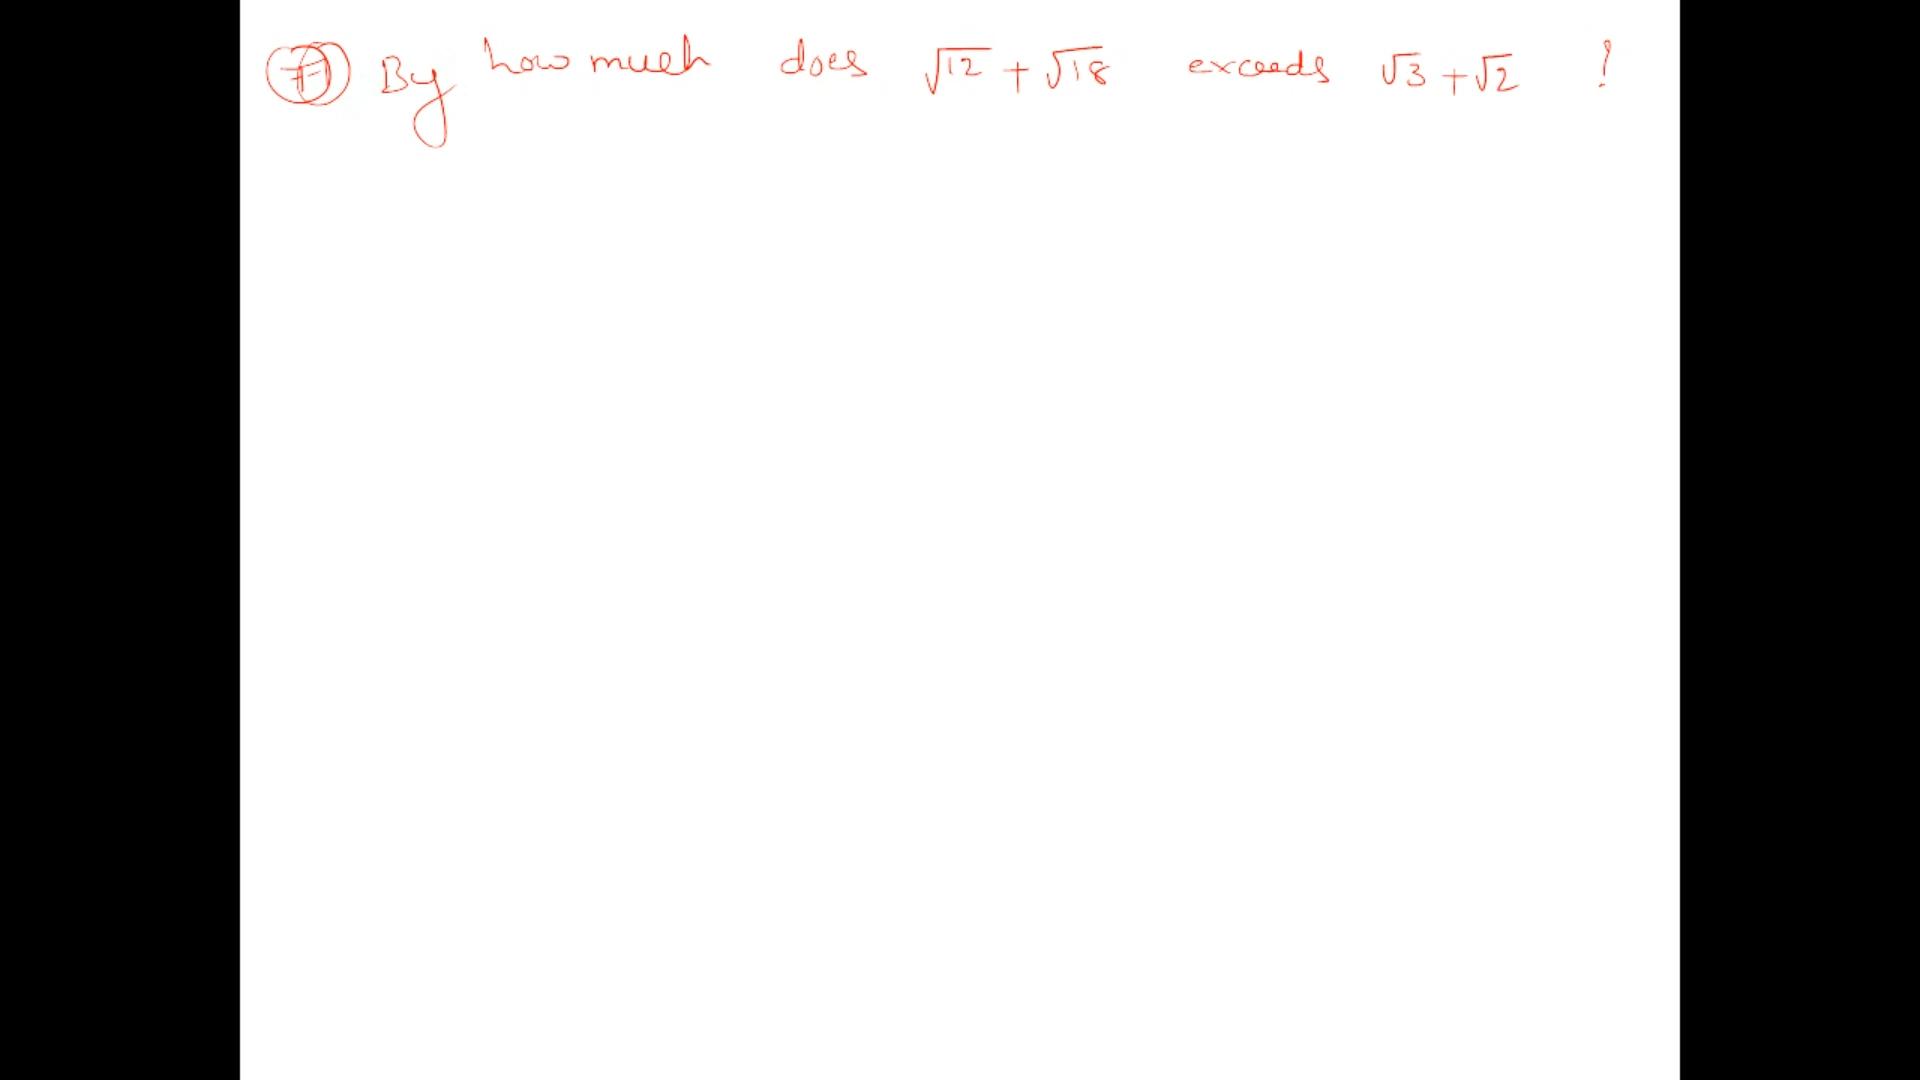 ⑦ By how much does √12 + √18 exceeds √3 + √2 ?